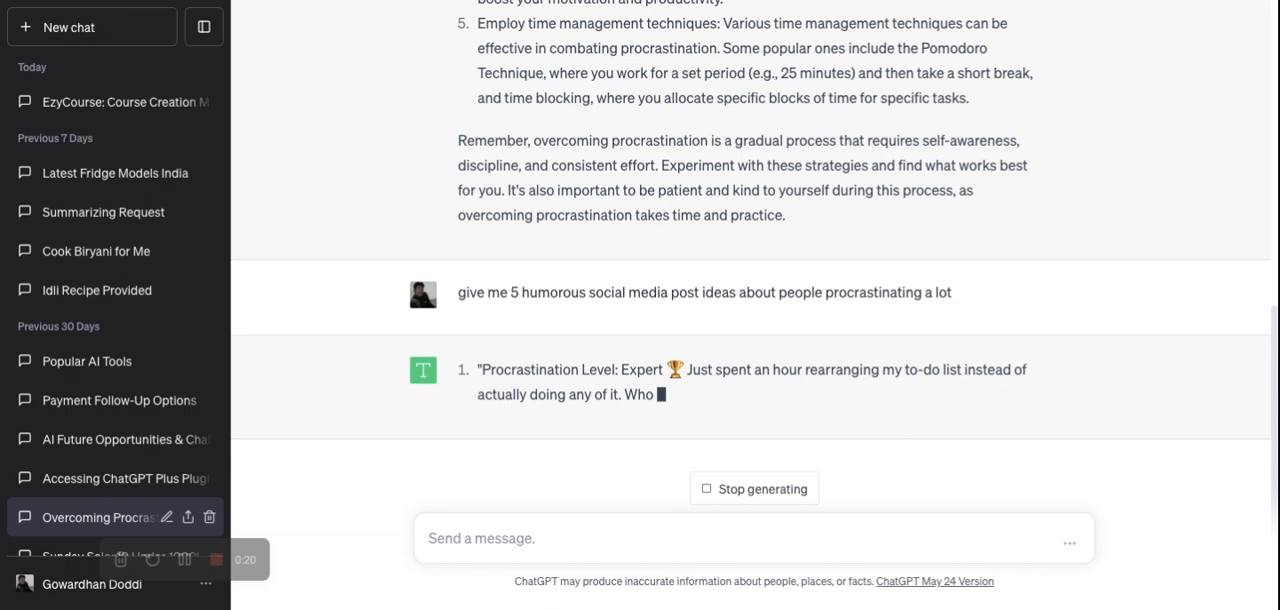 New chat
Today
EzyCourse: Course Creation M
Previous 7 Days
Latest Fridge Models India
Summarizing Request
Cook Biryani for Me
Idli Recipe Provided
Previous 30 Days
Popular AI Tools
Payment Follow-Up Options
AI Future Opportunities & Cha
Accessing ChatGPT Plus Plugi
Overcoming Procras
0:20
Gowardhan Doddi
boost your motivation and productivity.
5. Employ time management techniques: Various time management techniques can be
effective in combating procrastination. Some popular ones include the Pomodoro
Technique, where you work for a set period (e.g., 25 minutes) and then take a short break,
and time blocking, where you allocate specific blocks of time for specific tasks.
Remember, overcoming procrastination is a gradual process that requires self-awareness,
discipline, and consistent effort. Experiment with these strategies and find what works best
for you. It's also important to be patient and kind to yourself during this process, as
overcoming procrastination takes time and practice.
give me 5 humorous social media post ideas about people procrastinating a lot
T
1. "Procrastination Level: Expert 🏆 Just spent an hour rearranging my to-do list instead of
actually doing any of it. Who
Stop generating
Send a message.
ChatGPT may produce inaccurate information about people, places, or facts. ChatGPT May 24 Version